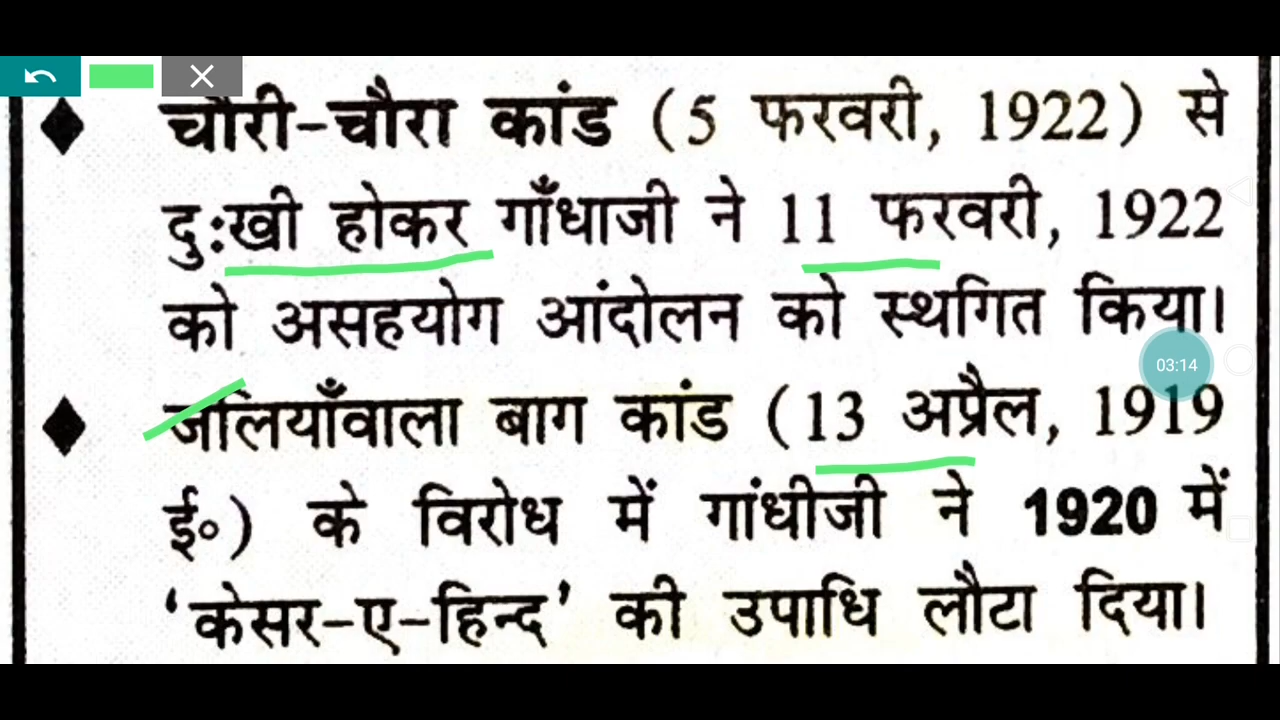 चौरी-चौरा कांड (5 फरवरी, 1922) से
दुःखी होकर गाँधाजी ने 11 फरवरी, 1922
को असहयोग आंदोलन को स्थगित किया।
03:14
जलियाँवाला बाग कांड (13 अप्रैल, 1919
ई॰) के विरोध में गांधीजी ने 1920 में
‘केसर-ए-हिन्द’ की उपाधि लौटा दिया।